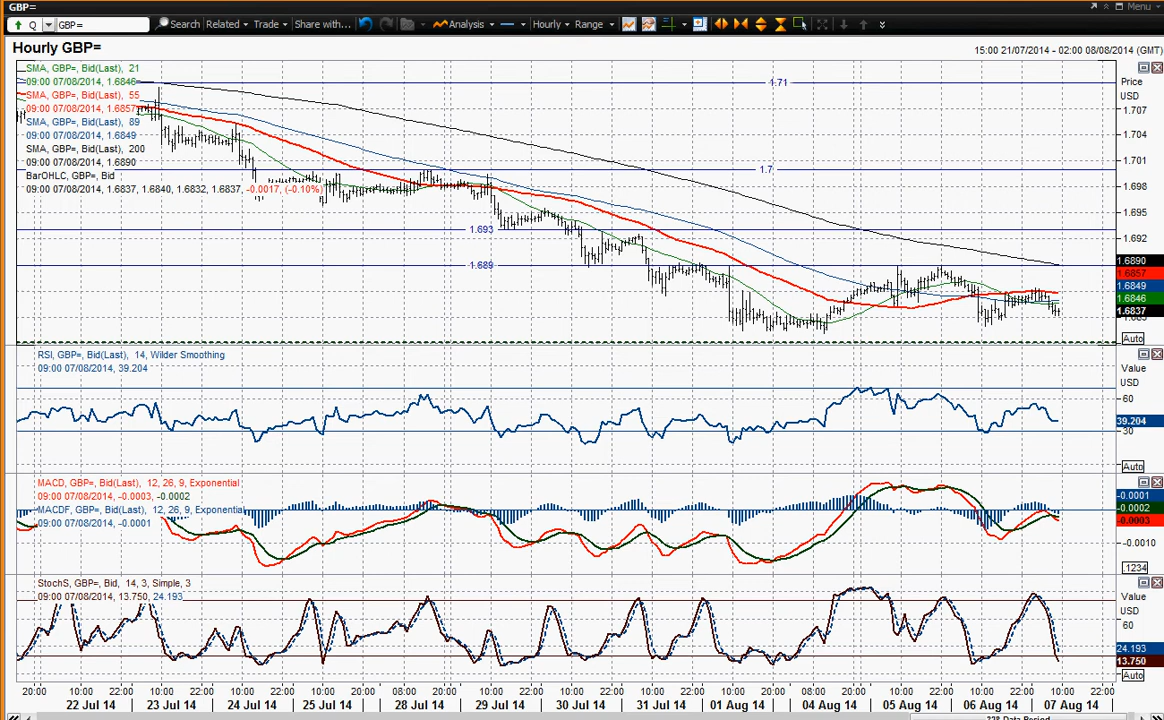 GBP=
Menu
Q GBP= Search Related Trade Share with... Analysis Hourly Range
Hourly GBP=
15:00 21/07/2014 - 02:00 08/08/2014 (GMT)
SMA, GBP=, Bid(Last), 21
09:00 07/08/2014, 1.6846
SMA, GBP=, Bid(Last), 55
09:00 07/08/2014, 1.6857
SMA, GBP=, Bid(Last), 89
09:00 07/08/2014, 1.6849
SMA, GBP=, Bid(Last), 200
09:00 07/08/2014, 1.6890
BarOHLC, GBP=, Bid
09:00 07/08/2014, 1.6837, 1.6840, 1.6832, 1.6837, -0.0017, (-0.10%)
1.71
1.7
1.693
1.689
Price
USD
1.707
1.704
1.701
1.698
1.695
1.692
1.6890
1.6857
1.6849
1.6846
1.6837
1.683
Auto
RSI, GBP=, Bid(Last), 14, Wilder Smoothing
09:00 07/08/2014, 39.204
Value
USD
60
39.204
30
Auto
MACD, GBP=, Bid(Last), 12, 26, 9, Exponential
09:00 07/08/2014, -0.0003, -0.0002
MACDF, GBP=, Bid(Last), 12, 26, 9, Exponential
09:00 07/08/2014, -0.0001
-0.0001
-0.0002
-0.0003
-0.0010
.1234
StochS, GBP=, Bid, 14, 3, Simple, 3
09:00 07/08/2014, 13.750, 24.193
Value
USD
60
24.193
13.750
Auto
20:00 10:00 22:00 12:00 22:00 10:00 22:00 10:00 20:00 08:00 20:00 10:00 22:00 12:00 22:00 10:00 22:00 10:00 20:00 08:00 20:00 10:00 22:00 12:00 22:00 10:00 22:00
22 Jul 14 23 Jul 14 24 Jul 14 25 Jul 14 28 Jul 14 29 Jul 14 30 Jul 14 31 Jul 14 01 Aug 14 04 Aug 14 05 Aug 14 06 Aug 14 07 Aug 14